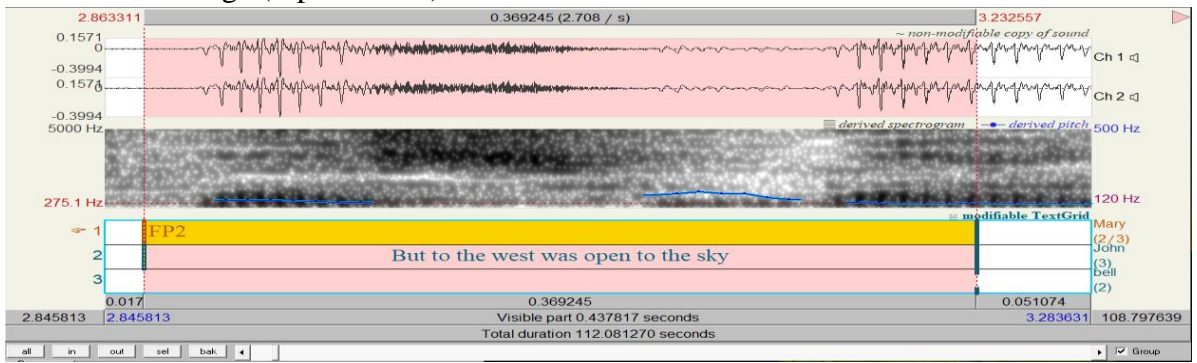 2.863311 0.369245 (2.708 / s) 3.232557
~ non-modifiable copy of sound
0.1571
0
-0.3994
Ch 1
0.1571
0
-0.3994
Ch 2
5000 Hz derived spectrogram derived pitch 500 Hz
275.1 Hz 120 Hz
modifiable TextGrid
1 FP2 Mary (2/3)
2 But to the west was open to the sky John (3)
3 bell (2)
0.017 0.369245 0.051074
2.845813 2.845813 Visible part 0.437817 seconds 3.283631 108.797639
Total duration 112.081270 seconds
all in out sel bak Group